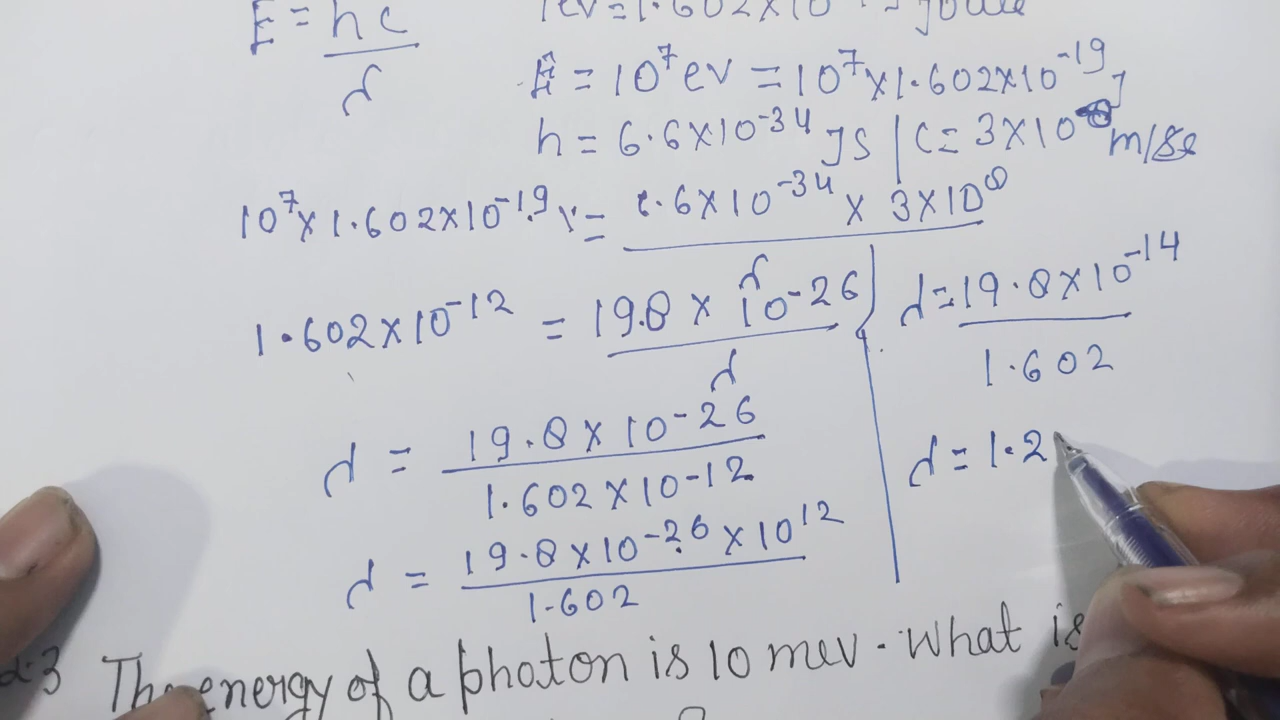 E = hc
λ
1ev = 1.602×10 joule
E = 10⁷ ev = 10⁷×1.602×10⁻¹⁹ J
h = 6.6×10⁻³⁴ JS | C = 3×10⁸ m/Se
10⁷×1.602×10⁻¹⁹ = 6.6×10⁻³⁴ × 3×10⁸
λ
1.602×10⁻¹² = 19.8 × 10⁻²⁶
λ
λ = 19.8×10⁻²⁶
1.602×10⁻¹²
λ = 19.8×10⁻²⁶×10¹²
1.602
λ = 19.8×10⁻¹⁴
1.602
λ = 1.2
3 The energy of a photon is 10 mev. What is